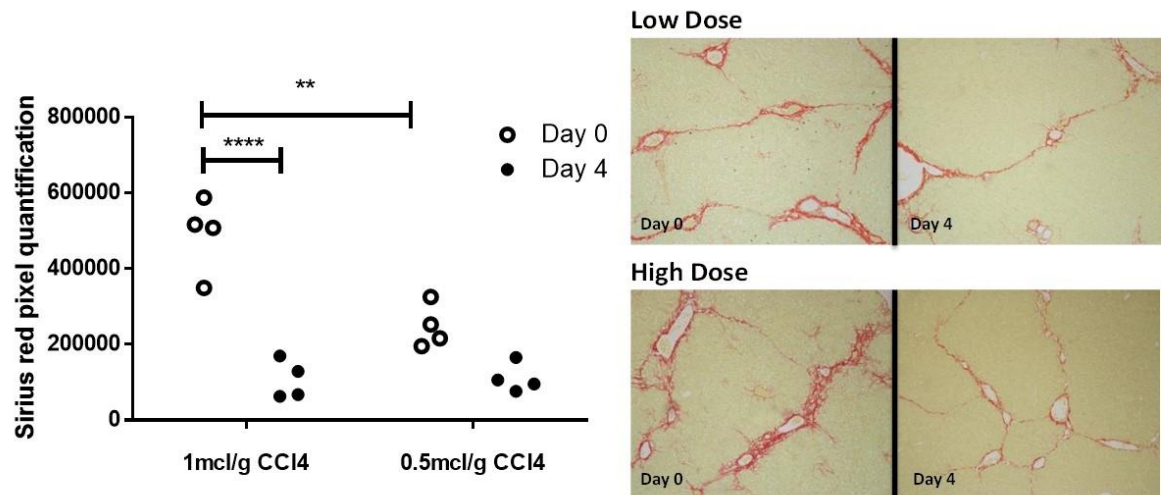 Sirius red pixel quantification
800000
600000
400000
200000
0
**
****
Day 0
Day 4
1mcl/g CCl4
0.5mcl/g CCl4
Low Dose
Day 0
Day 4
High Dose
Day 0
Day 4